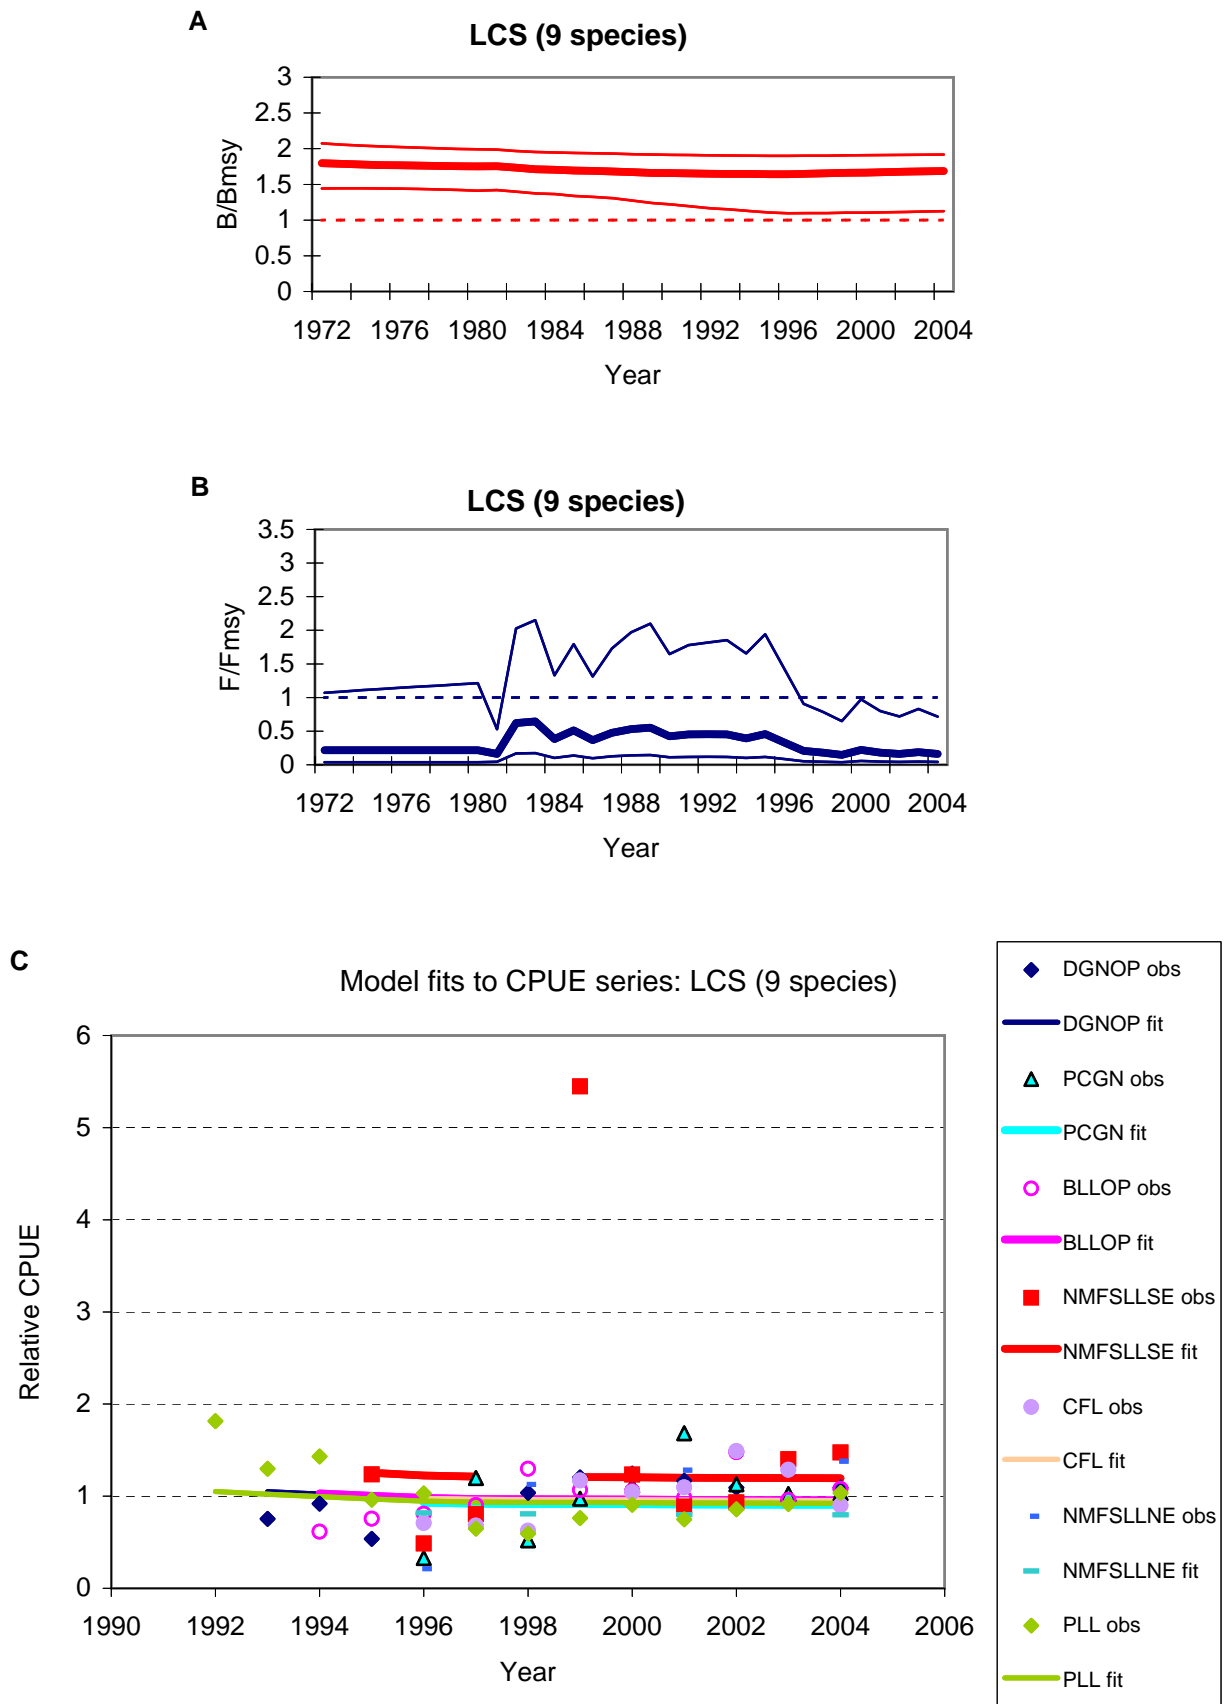 A
LCS (9 species)
3
2.5
2
1.5
1
0.5
0
B/Bmsy
1972 1976 1980 1984 1988 1992 1996 2000 2004
Year
B
LCS (9 species)
3.5
3
2.5
2
1.5
1
0.5
0
F/Fmsy
1972 1976 1980 1984 1988 1992 1996 2000 2004
Year
C
Model fits to CPUE series: LCS (9 species)
6
5
4
3
2
1
0
Relative CPUE
1990 1992 1994 1996 1998 2000 2002 2004 2006
Year
DGNOP obs
DGNOP fit
PCGN obs
PCGN fit
BLLOP obs
BLLOP fit
NMFSLLSE obs
NMFSLLSE fit
CFL obs
CFL fit
NMFSLLNE obs
NMFSLLNE fit
PLL obs
PLL fit